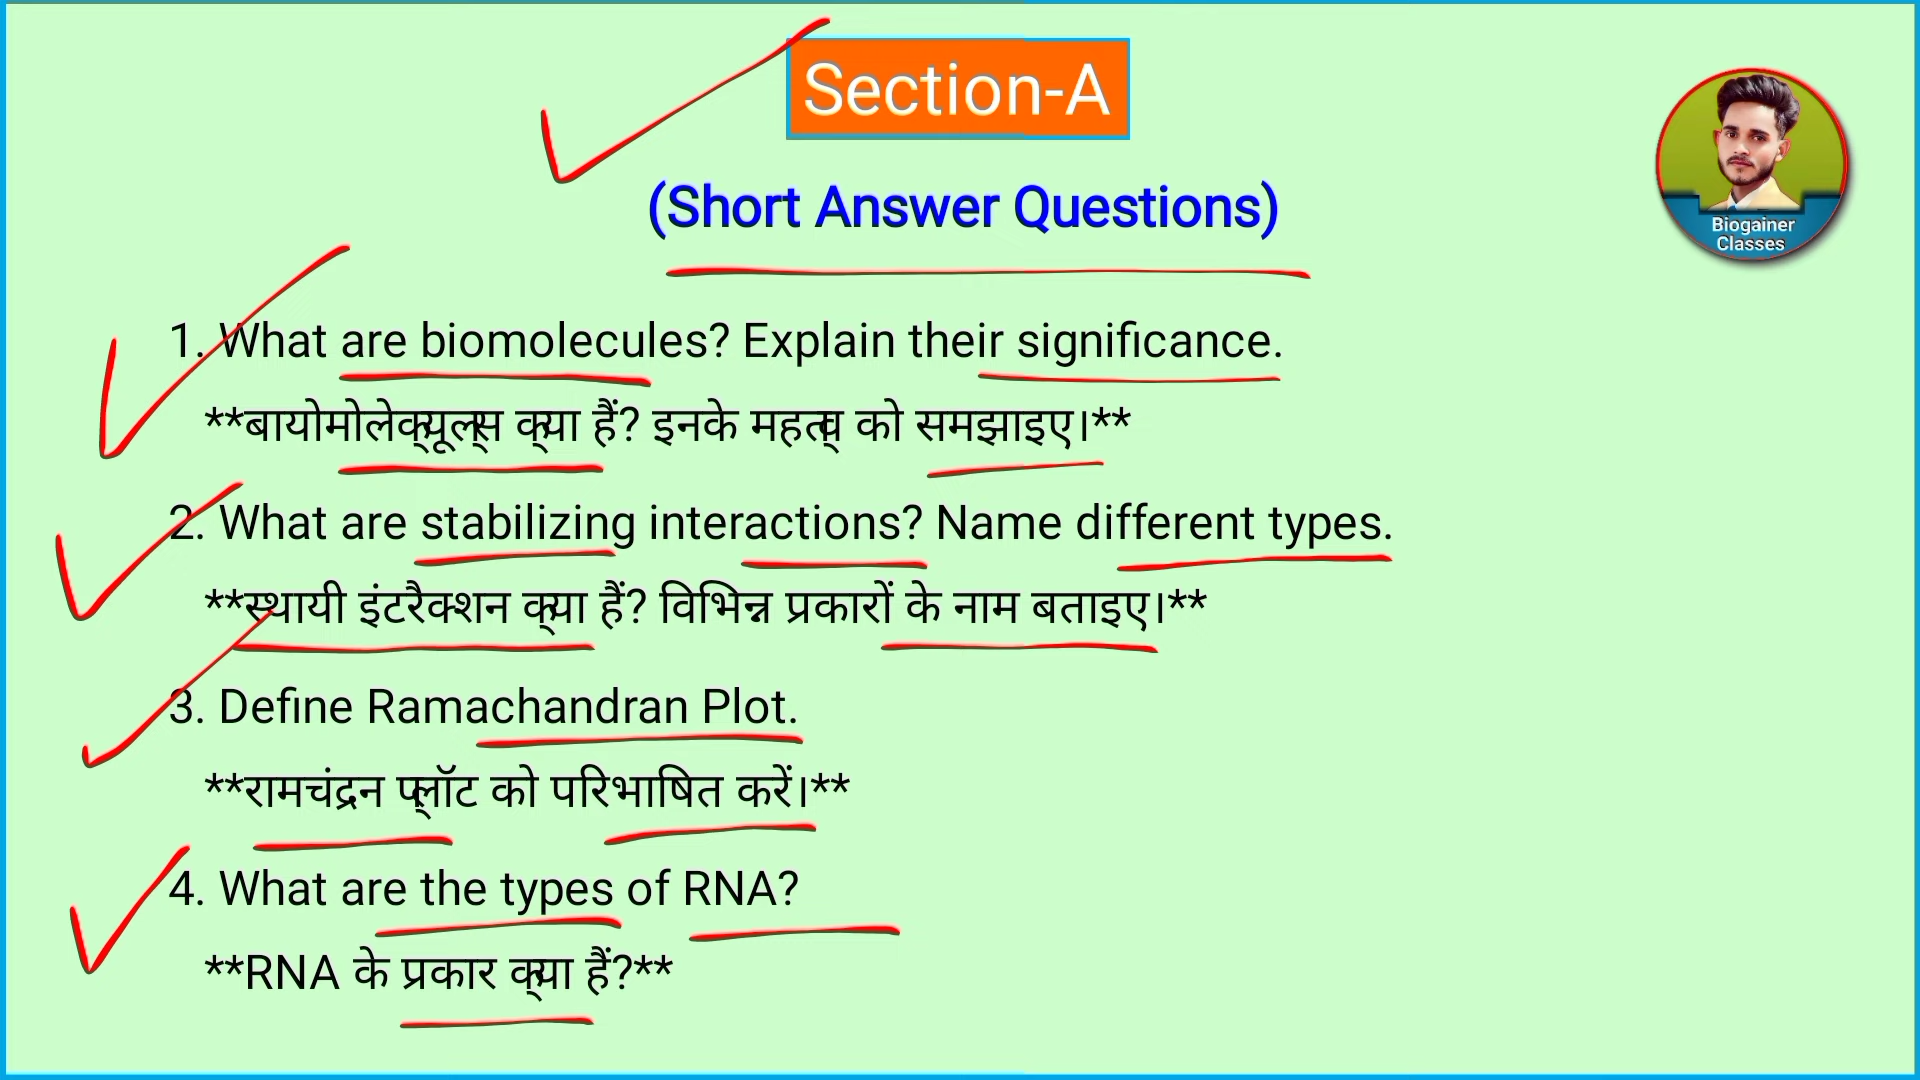 Section-A
(Short Answer Questions)
Biogainer
Classes
1. What are biomolecules? Explain their significance.
**बायोमोलेक्यूल्स क्या हैं? इनके महत्व को समझाइए।**
2. What are stabilizing interactions? Name different types.
**स्थायी इंटरैक्शन क्या हैं? विभिन्न प्रकारों के नाम बताइए।**
3. Define Ramachandran Plot.
**रामचंद्रन प्लॉट को परिभाषित करें।**
4. What are the types of RNA?
**RNA के प्रकार क्या हैं?**